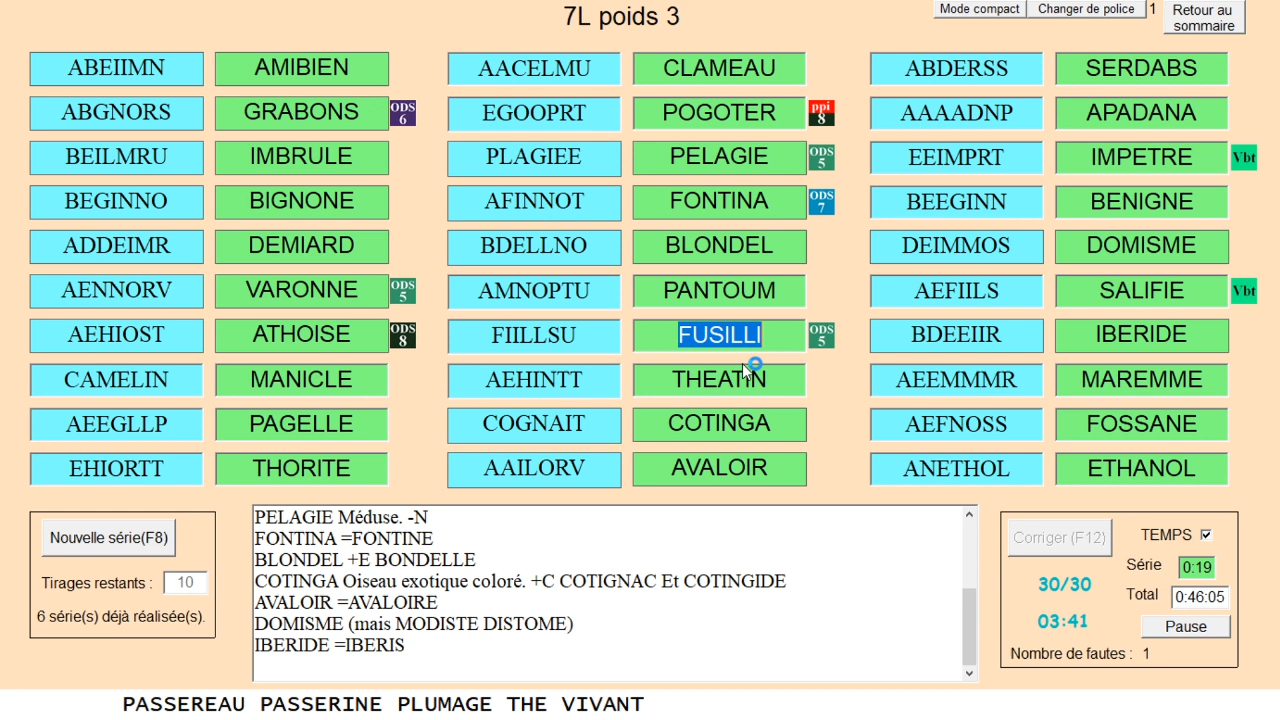 7L poids 3
Mode compact Changer de police 1 Retour au sommaire
ABEIIMN AMIBIEN AACELMU CLAMEAU ABDERSS SERDABS
ABGNORS GRABONS ODS 6 EGOOPRT POGOTER ppi 8 AAAADNP APADANA
BEILMRU IMBRULE PLAGIEE PELAGIE ODS 5 EEIMPRT IMPETRE Vbt
BEGINNO BIGNONE AFINNOT FONTINA ODS 7 BEEGINN BENIGNE
ADDEIMR DEMIARD BDELLNO BLONDEL DEIMMOS DOMISME
AENNORV VARONNE ODS 5 AMNOPTU PANTOUM AEFIILS SALIFIE Vbt
AEHIOST ATHOISE ODS 8 FIILLSU FUSILLI ODS 5 BDEEIIR IBERIDE
CAMELIN MANICLE AEHINTT THEATIN AEEMMMR MAREMME
AEEGLLP PAGELLE COGNAIT COTINGA AEFNOSS FOSSANE
EHIORTT THORITE AAILORV AVALOIR ANETHOL ETHANOL
Nouvelle série(F8)
Tirages restants : 10
6 série(s) déjà réalisée(s).
PELAGIE Méduse. -N
FONTINA =FONTINE
BLONDEL +E BONDELLE
COTINGA Oiseau exotique coloré. +C COTIGNAC Et COTINGIDE
AVALOIR =AVALOIRE
DOMISME (mais MODISTE DISTOME)
IBERIDE =IBERIS
Corriger (F12) TEMPS
Série 0:19
30/30 Total 0:46:05
03:41 Pause
Nombre de fautes : 1
PASSEREAU PASSERINE PLUMAGE THE VIVANT